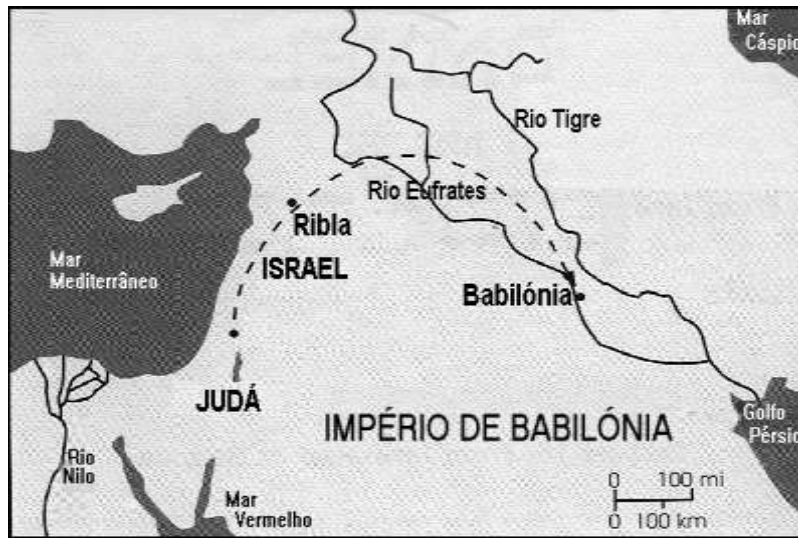 Mar
Cáspio
Rio Tigre
Rio Eufrates
Ribla
Mar
Mediterrâneo
ISRAEL
Babilónia
JUDÁ
IMPÉRIO DE BABILÓNIA
Golfo
Pérsico
Rio
Nilo
Mar
Vermelho
0 100 mi
0 100 km